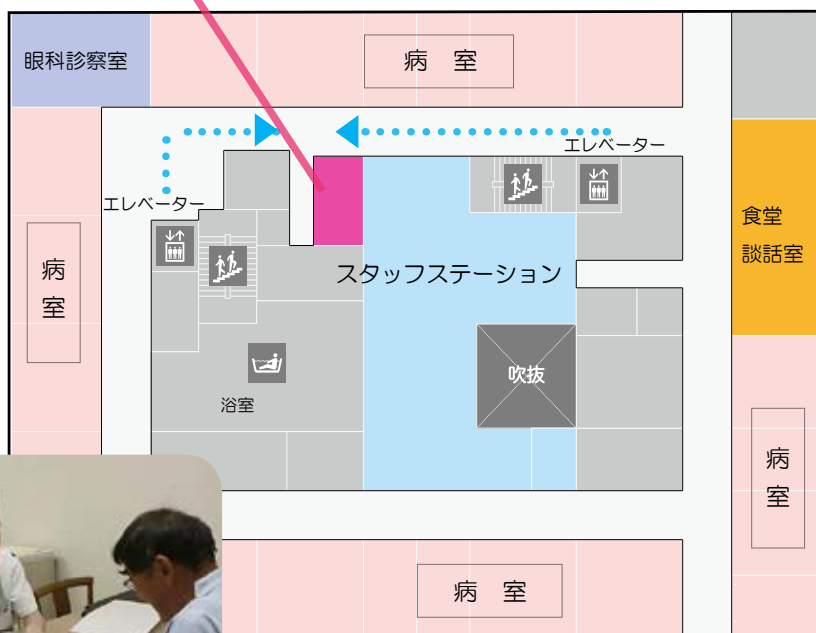 眼科診察室
病　室
エレベーター
エレベーター
食堂
談話室
病
室
スタッフステーション
吹抜
浴室
病
室
病　室